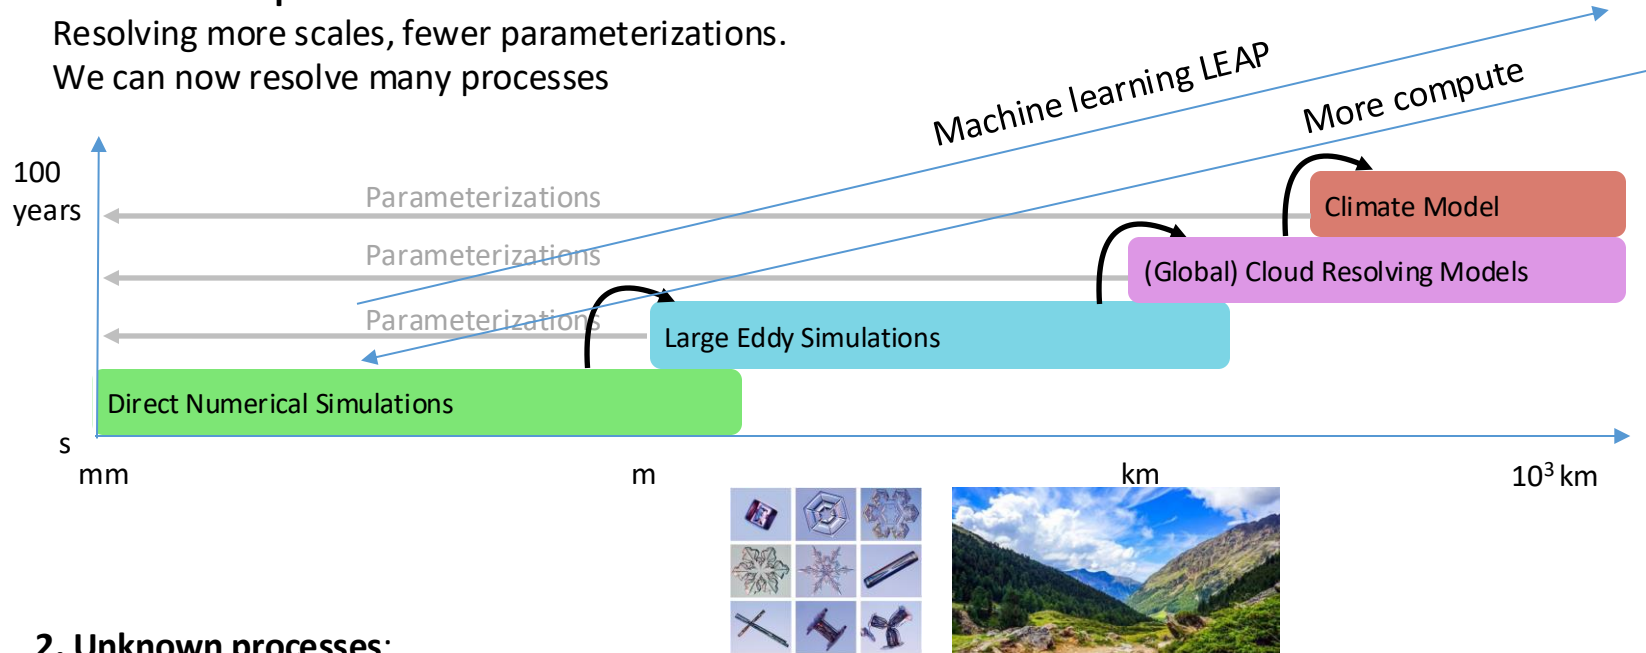 Resolving more scales, fewer parameterizations.
We can now resolve many processes
Machine learning LEAP
More compute
100
years
Parameterizations
Climate Model
Parameterizations
(Global) Cloud Resolving Models
Parameterizations
Large Eddy Simulations
Direct Numerical Simulations
s
mm
m
km
10³ km
2. Unknown processes: